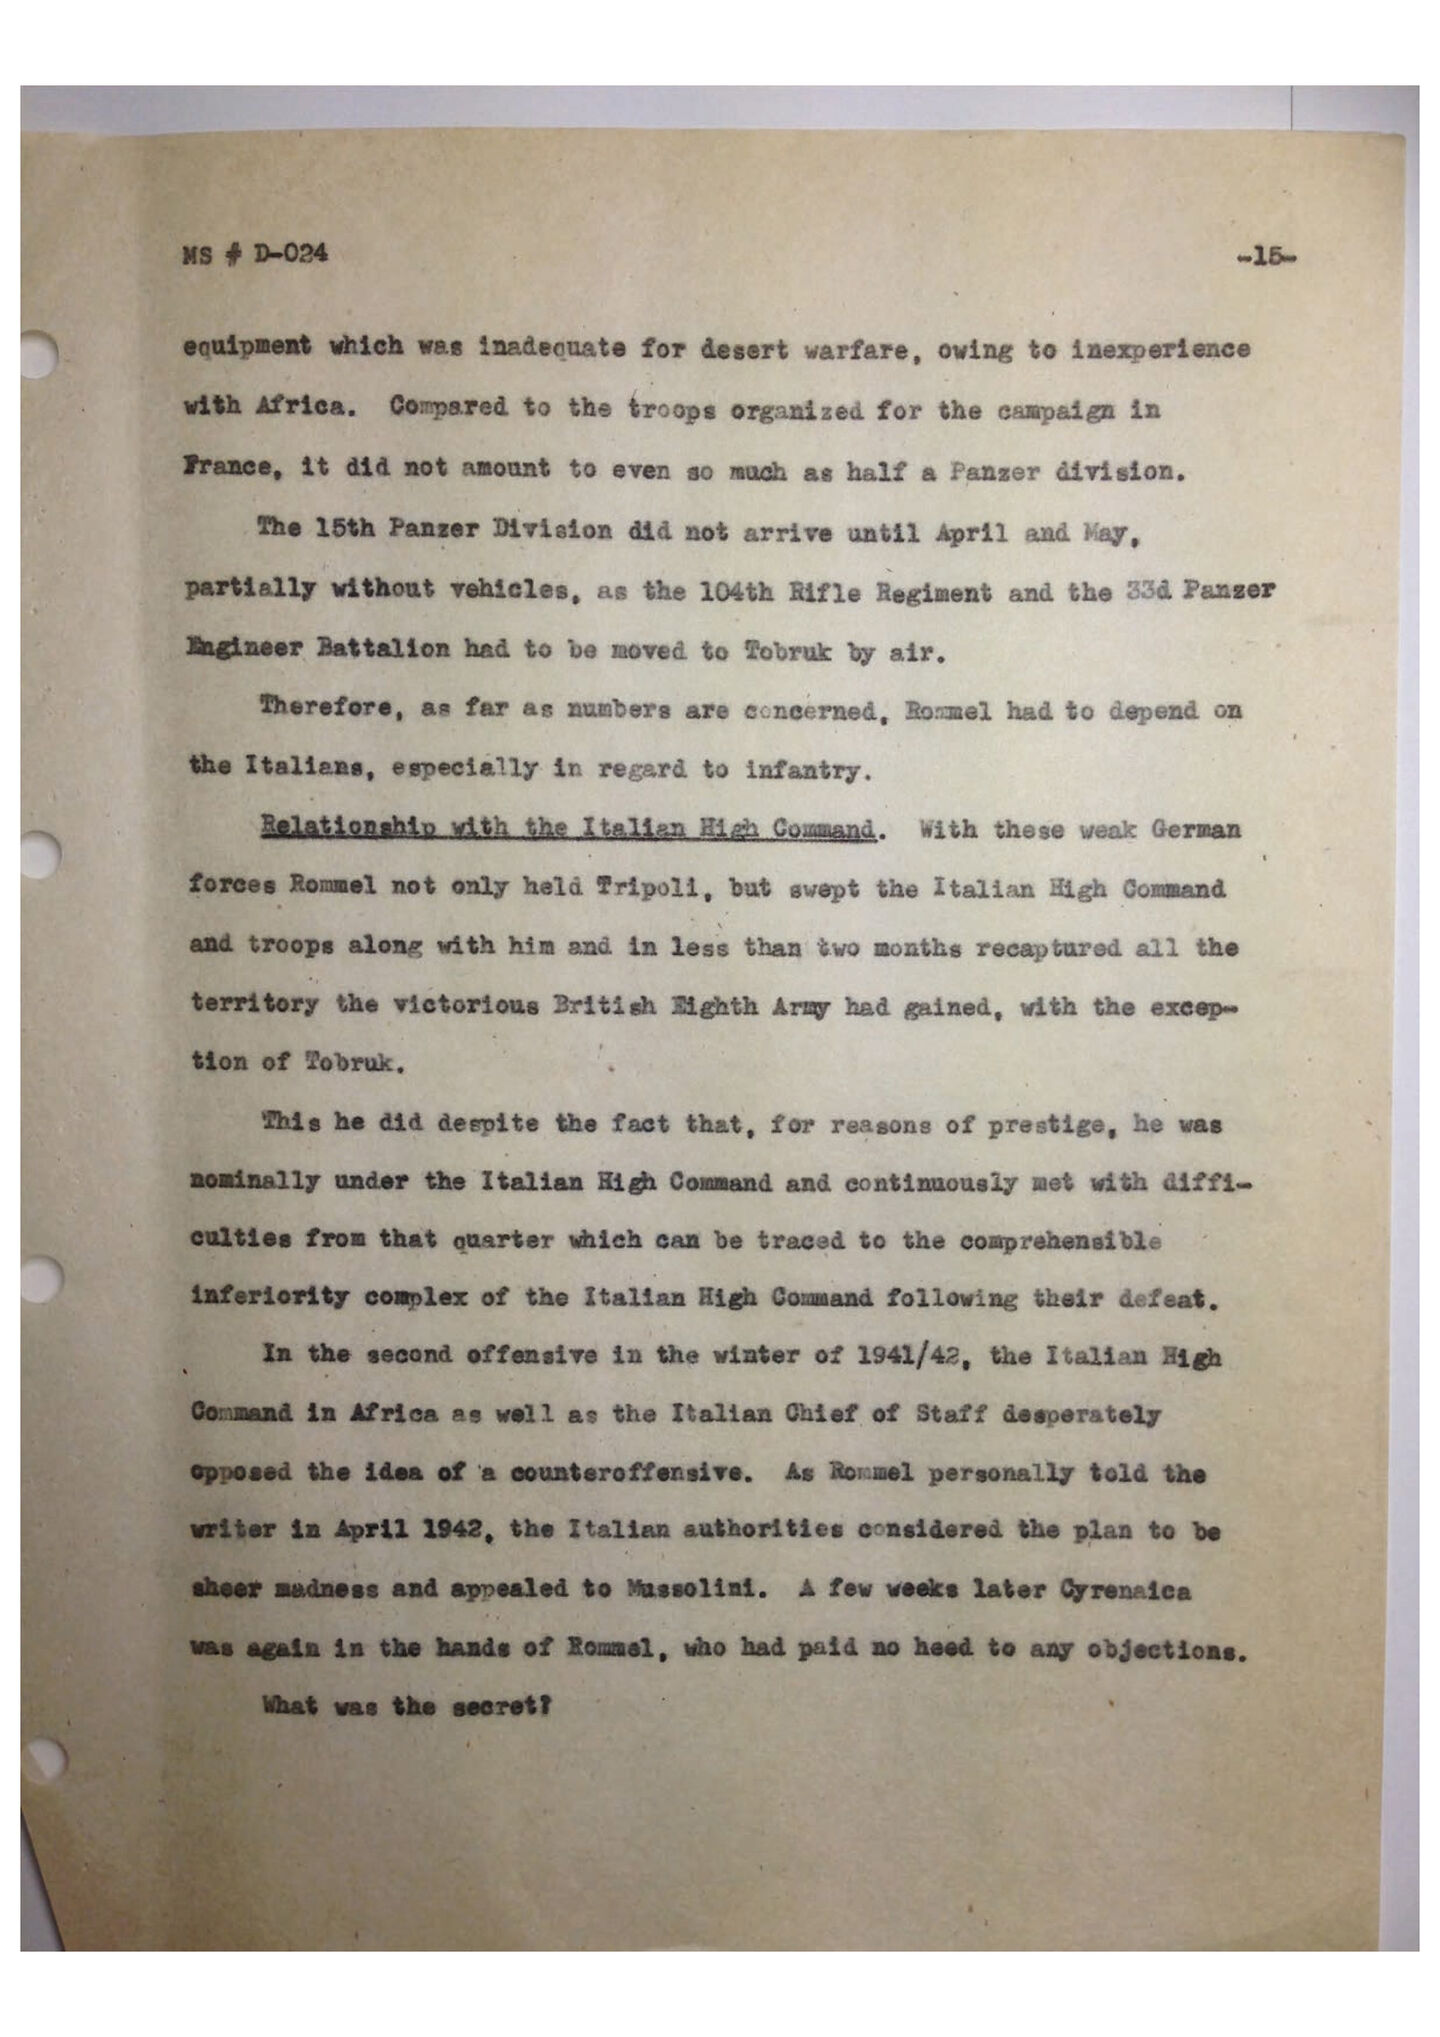 MS # D-024 -15-
equipment which was inadequate for desert warfare, owing to inexperience
with Africa. Compared to the troops organized for the campaign in
France, it did not amount to even so much as half a Panzer division.
The 15th Panzer Division did not arrive until April and May,
partially without vehicles, as the 104th Rifle Regiment and the 33d Panzer
Engineer Battalion had to be moved to Tobruk by air.
Therefore, as far as numbers are concerned, Rommel had to depend on
the Italians, especially in regard to infantry.
Relationship with the Italian High Command. With these weak German
forces Rommel not only held Tripoli, but swept the Italian High Command
and troops along with him and in less than two months recaptured all the
territory the victorious British Eighth Army had gained, with the excep-
tion of Tobruk.
This he did despite the fact that, for reasons of prestige, he was
nominally under the Italian High Command and continuously met with diffi-
culties from that quarter which can be traced to the comprehensible
inferiority complex of the Italian High Command following their defeat.
In the second offensive in the winter of 1941/42, the Italian High
Command in Africa as well as the Italian Chief of Staff desperately
opposed the idea of a counteroffensive. As Rommel personally told the
writer in April 1942, the Italian authorities considered the plan to be
sheer madness and appealed to Mussolini. A few weeks later Cyrenaica
was again in the hands of Rommel, who had paid no heed to any objections.
What was the secret?